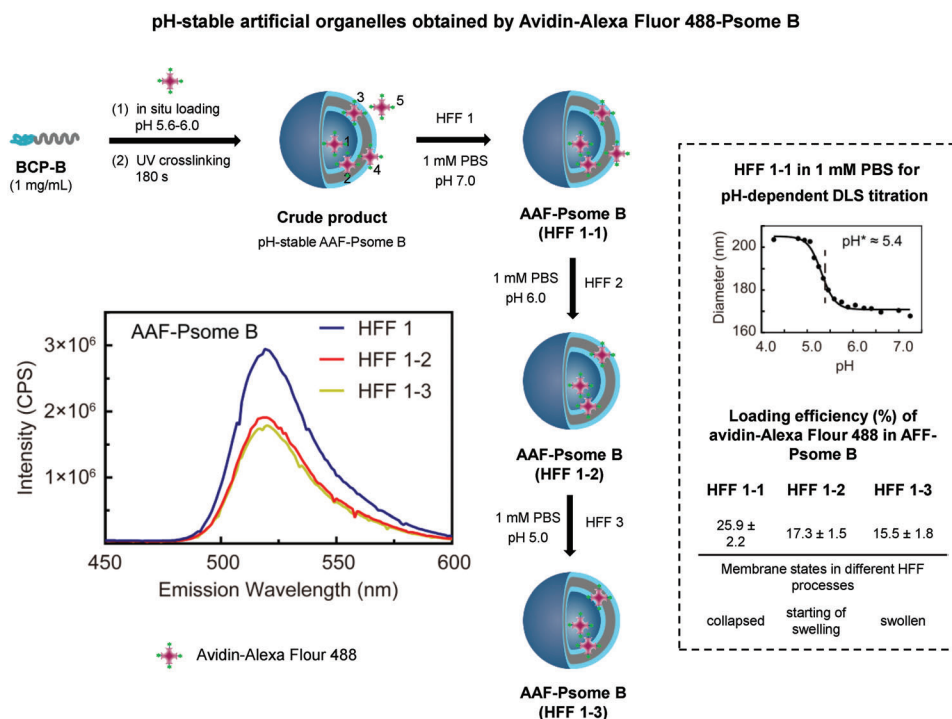 pH-stable artificial organelles obtained by Avidin-Alexa Fluor 488-Psome B
BCP-B
(1 mg/mL)
(1) in situ loading
pH 5.6-6.0
(2) UV crosslinking
180 s
1
2
3
4
5
Crude product
pH-stable AAF-Psome B
HFF 1
1 mM PBS
pH 7.0
AAF-Psome B
(HFF 1-1)
1 mM PBS
pH 6.0
HFF 2
AAF-Psome B
(HFF 1-2)
1 mM PBS
pH 5.0
HFF 3
AAF-Psome B
(HFF 1-3)
AAF-Psome B
HFF 1
HFF 1-2
HFF 1-3
Intensity (CPS)
3×10⁶
2×10⁶
1×10⁶
450 500 550 600
Emission Wavelength (nm)
Avidin-Alexa Flour 488
HFF 1-1 in 1 mM PBS for
pH-dependent DLS titration
pH* ≈ 5.4
Diameter (nm)
200
180
160
4.0 5.0 6.0 7.0
pH
Loading efficiency (%) of
avidin-Alexa Flour 488 in AFF-
Psome B
HFF 1-1 HFF 1-2 HFF 1-3
25.9 ±
2.2
17.3 ± 1.5 15.5 ± 1.8
Membrane states in different HFF
processes
collapsed
starting of
swelling
swollen